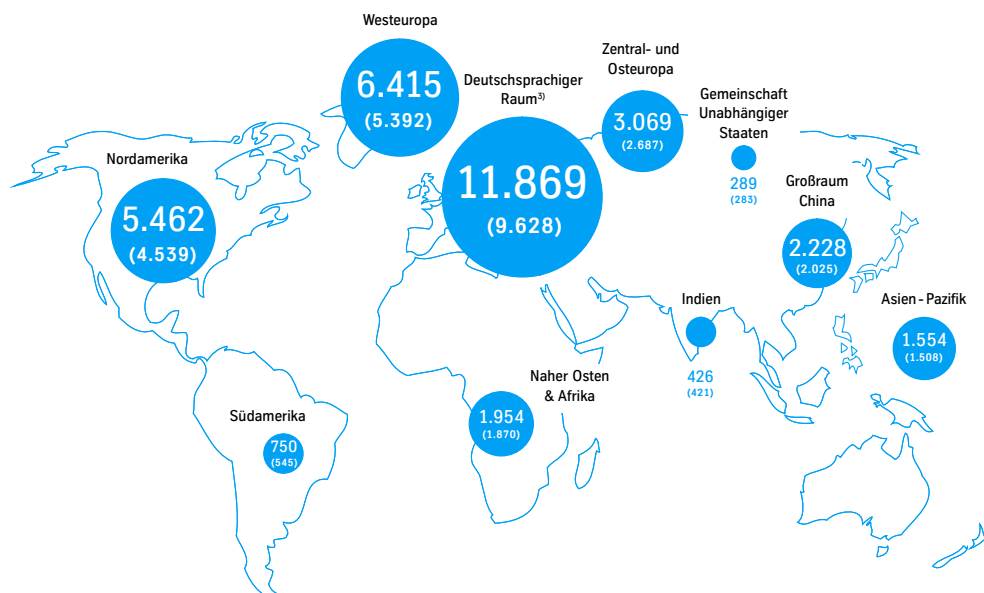 Westeuropa
6.415
(5.392)
Deutschsprachiger
Raum³⁾
11.869
(9.628)
Zentral- und
Osteuropa
3.069
(2.687)
Gemeinschaft
Unabhängiger
Staaten
289
(283)
Nordamerika
5.462
(4.539)
Großraum
China
2.228
(2.025)
Indien
426
(421)
Asien - Pazifik
1.554
(1.508)
Naher Osten
& Afrika
1.954
(1.870)
Südamerika
750
(545)